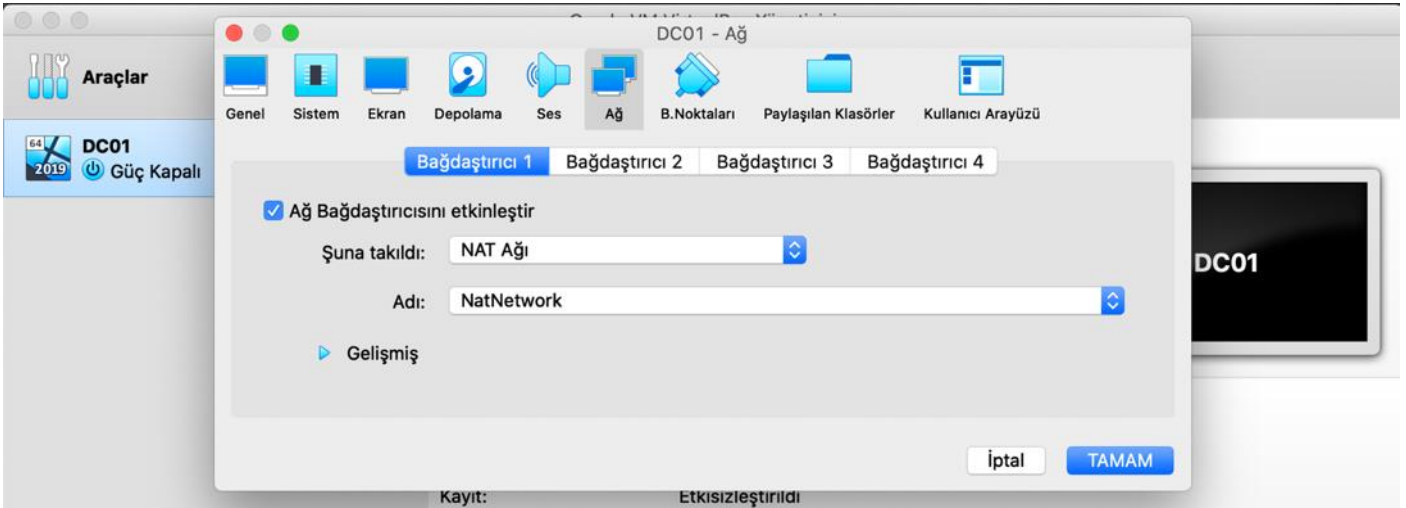 DC01 - Ağ
Araçlar
Genel Sistem Ekran Depolama Ses Ağ B.Noktaları Paylaşılan Klasörler Kullanıcı Arayüzü
64
2019
DC01
Güç Kapalı
Bağdaştırıcı 1 Bağdaştırıcı 2 Bağdaştırıcı 3 Bağdaştırıcı 4
Ağ Bağdaştırıcısını etkinleştir
Şuna takıldı: NAT Ağı
Adı: NatNetwork
Gelişmiş
DC01
İptal TAMAM
Kayıt: Etkisizleştirildi